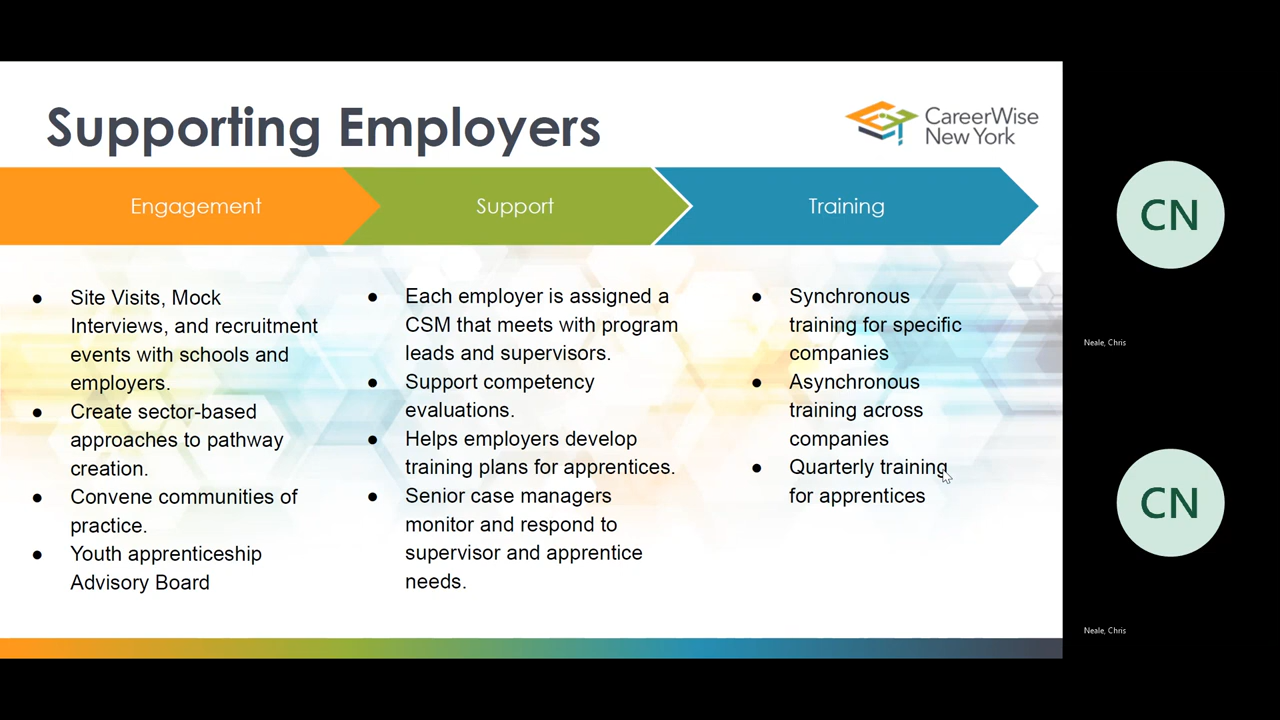 Supporting Employers
CareerWise
New York
Engagement
Support
Training
● Site Visits, Mock
Interviews, and recruitment
events with schools and
employers.
● Create sector-based
approaches to pathway
creation.
● Convene communities of
practice.
● Youth apprenticeship
Advisory Board
● Each employer is assigned a
CSM that meets with program
leads and supervisors.
● Support competency
evaluations.
● Helps employers develop
training plans for apprentices.
● Senior case managers
monitor and respond to
supervisor and apprentice
needs.
● Synchronous
training for specific
companies
● Asynchronous
training across
companies
● Quarterly training
for apprentices
CN
Neale, Chris
CN
Neale, Chris